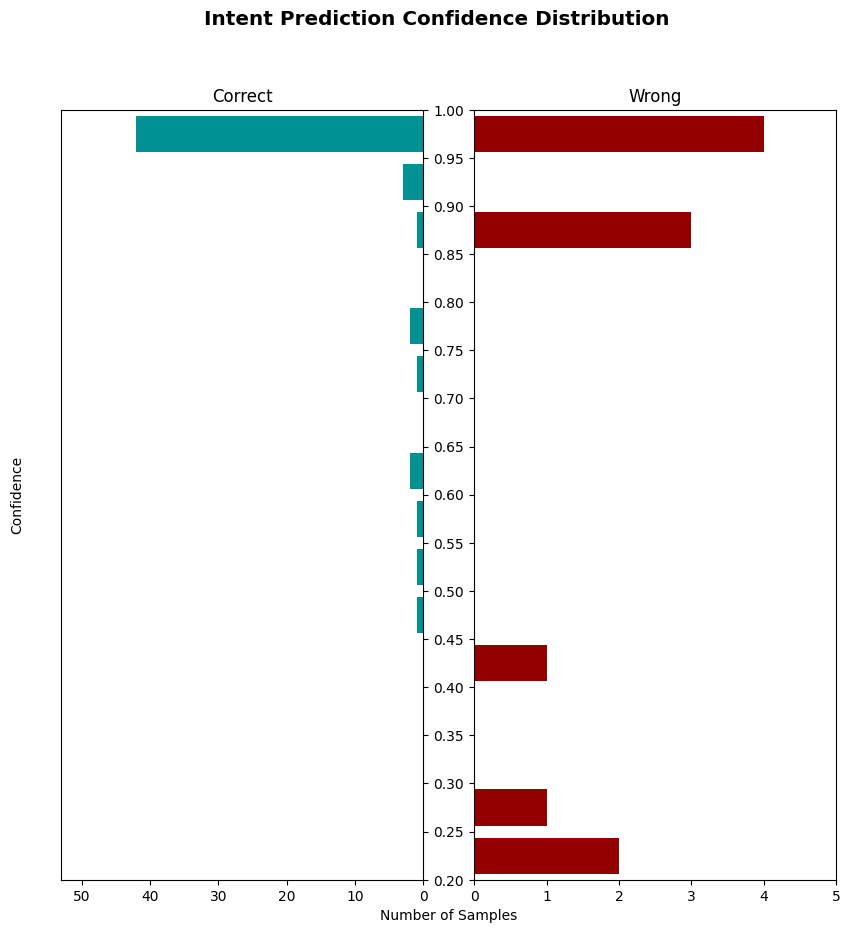 Intent Prediction Confidence Distribution
Correct
Wrong
1.00
0.95
0.90
0.85
0.80
0.75
0.70
0.65
0.60
0.55
0.50
0.45
0.40
0.35
0.30
0.25
0.20
Confidence
50 40 30 20 10 0
0 1 2 3 4 5
Number of Samples